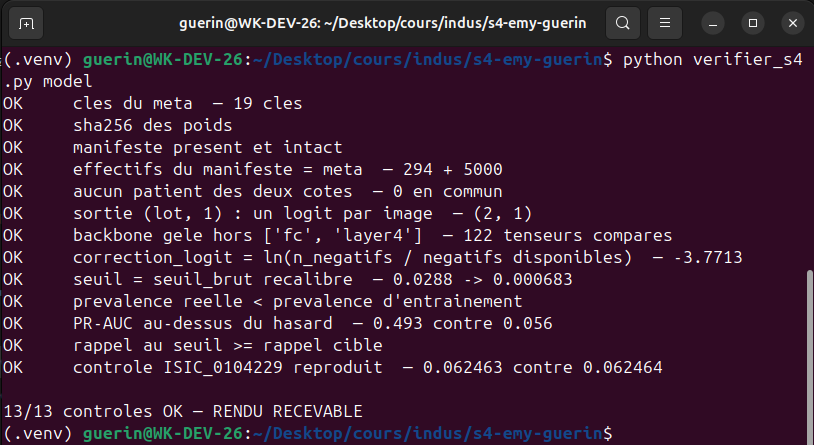 guerin@WK-DEV-26: ~/Desktop/cours/indus/s4-emy-guerin
(.venv) guerin@WK-DEV-26:~/Desktop/cours/indus/s4-emy-guerin$ python verifier_s4
.py model
OK     cles du meta  — 19 cles
OK     sha256 des poids
OK     manifeste present et intact
OK     effectifs du manifeste = meta  — 294 + 5000
OK     aucun patient des deux cotes  — 0 en commun
OK     sortie (lot, 1) : un logit par image  — (2, 1)
OK     backbone gele hors ['fc', 'layer4']  — 122 tenseurs compares
OK     correction_logit = ln(n_negatifs / negatifs disponibles)  — -3.7713
OK     seuil = seuil_brut recalibre  — 0.0288 -> 0.000683
OK     prevalence reelle < prevalence d'entrainement
OK     PR-AUC au-dessus du hasard  — 0.493 contre 0.056
OK     rappel au seuil >= rappel cible
OK     controle ISIC_0104229 reproduit  — 0.062463 contre 0.062464
13/13 controles OK — RENDU RECEVABLE
(.venv) guerin@WK-DEV-26:~/Desktop/cours/indus/s4-emy-guerin$